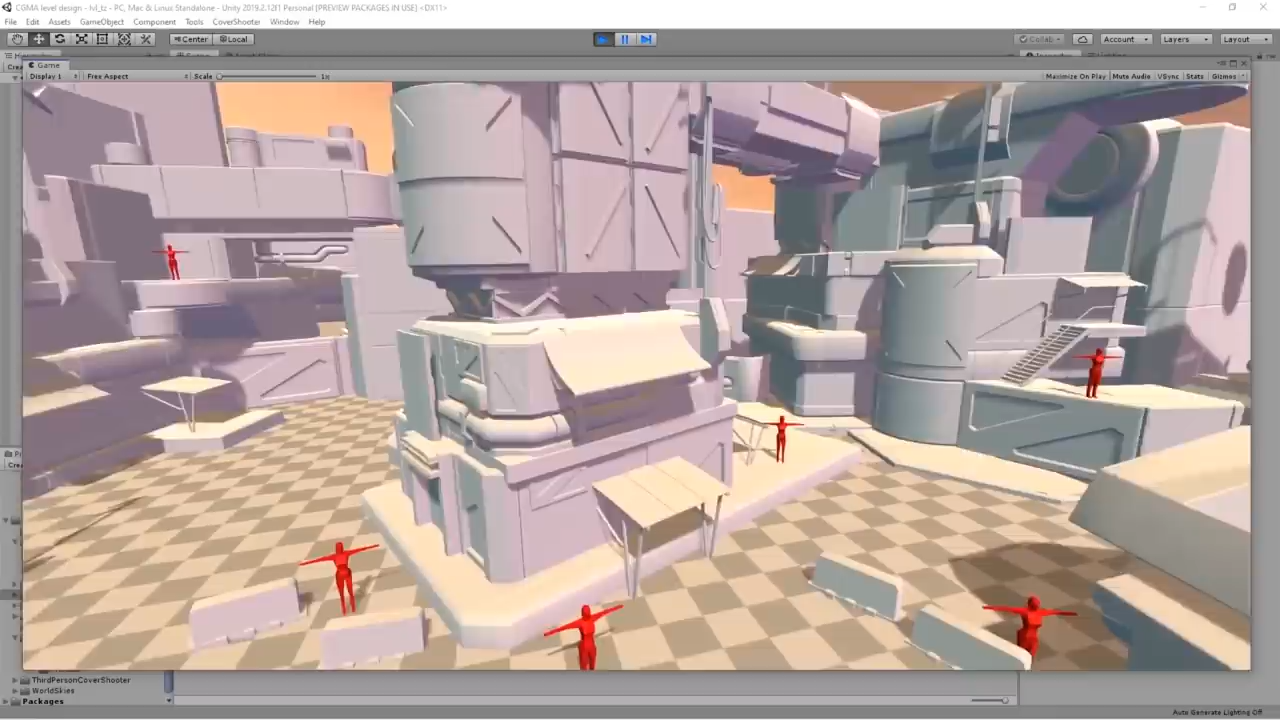 CGMA level design - lvl_tz - PC, Mac & Linux Standalone - Unity 2019.2.12f1 Personal [PREVIEW PACKAGES IN USE] <DX11>
File Edit Assets GameObject Component Tools CoverShooter Window Help
Center Local Collab Account Layers Layout
Game
Display 1 Free Aspect Scale 1x Maximize On Play Mute Audio VSync Stats Gizmos
ThirdPersonCoverShooter
WorldSkies
Packages
Auto Generate Lighting Off